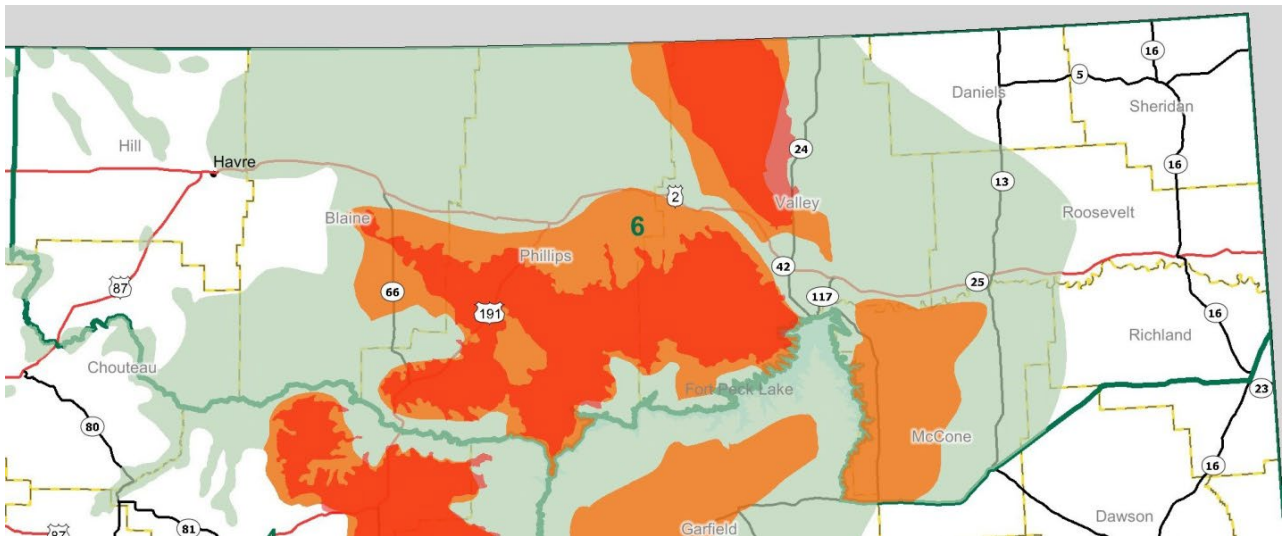 16
5
Daniels
Sheridan
Hill
24
Havre
16
13
2
Valley
Roosevelt
Blaine
6
Phillips
42
25
87
66
117
191
16
Richland
Chouteau
Fort Peck Lake
23
80
McCone
16
Dawson
81
Garfield
87